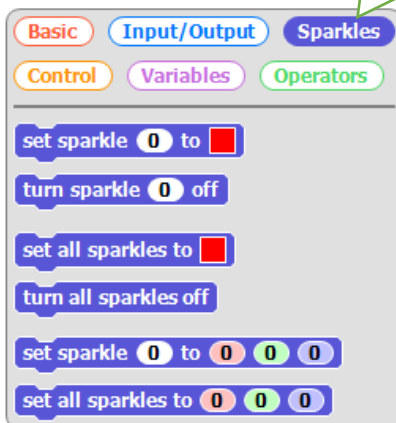 Basic Input/Output Sparkles
Control Variables Operators
set sparkle 0 to
turn sparkle 0 off
set all sparkles to
turn all sparkles off
set sparkle 0 to 0 0 0
set all sparkles to 0 0 0